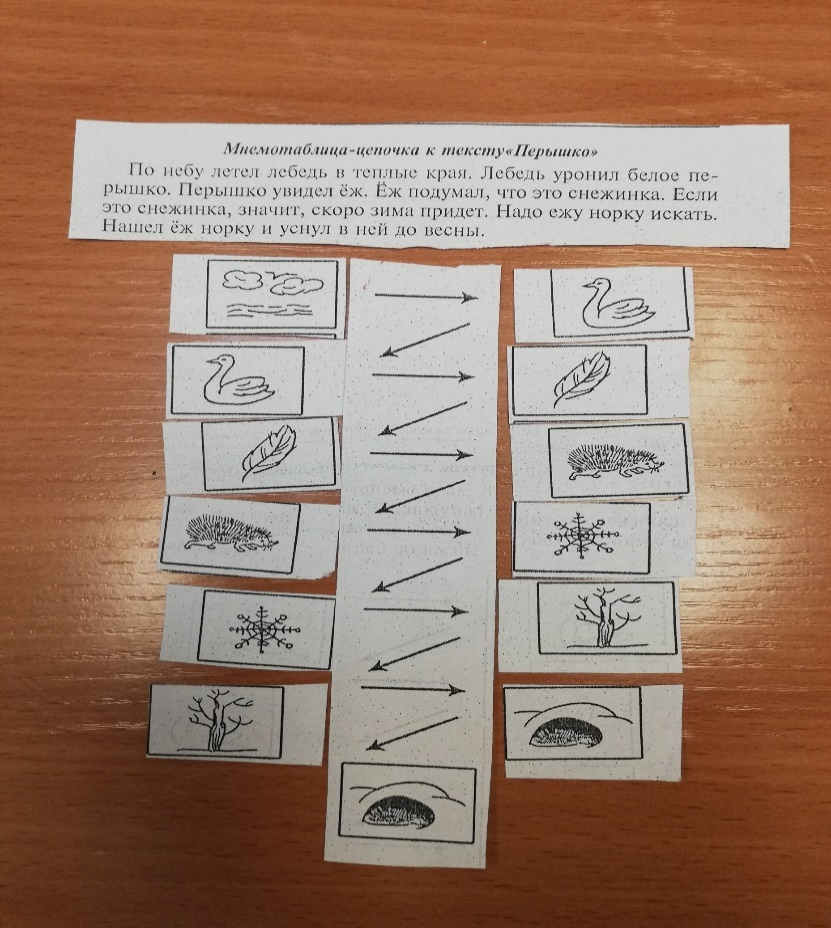 Мнемотаблица-цепочка к тексту«Перышко»
По небу летел лебедь в теплые края. Лебедь уронил белое пе-
рышко. Перышко увидел ёж. Ёж подумал, что это снежинка. Если
это снежинка, значит, скоро зима придет. Надо ежу норку искать.
Нашел ёж норку и уснул в ней до весны.